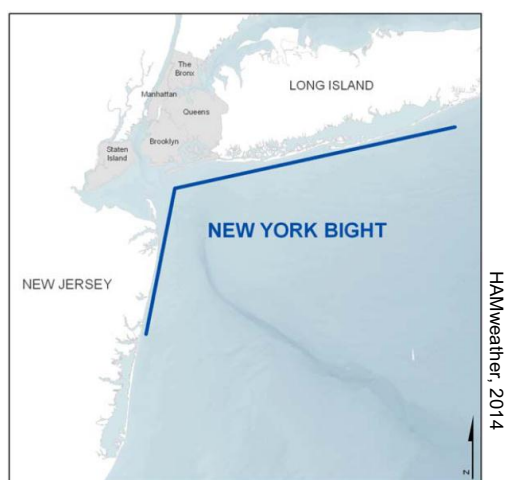 The
Bronx
LONG ISLAND
Manhattan
Queens
Brooklyn
Staten
Island
NEW YORK BIGHT
NEW JERSEY
HAMweather, 2014
N